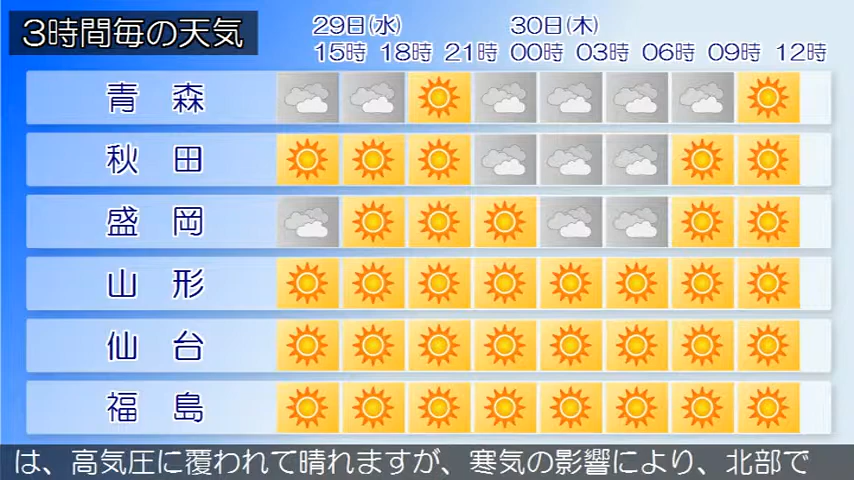 3時間毎の天気
29日(水) 30日(木)
15時 18時 21時 00時 03時 06時 09時 12時
青森
秋田
盛岡
山形
仙台
福島
は、高気圧に覆われて晴れますが、寒気の影響により、北部で